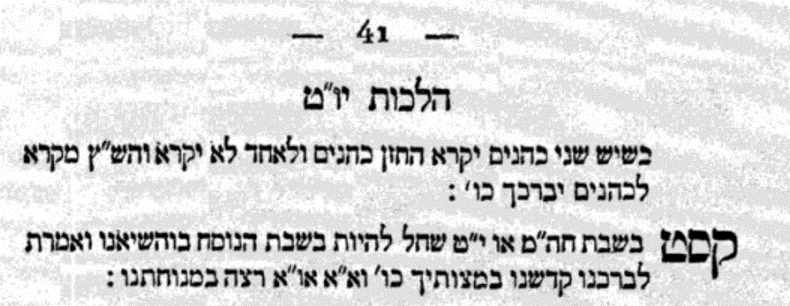 — 41 —
הלכות יו"ט
כשיש שני כהנים יקרא החזן כהנים ולאחד לא יקרא והש"ץ מקרא
לכהנים יברכך כו' :
קסט בשבת חה"מ או י"ט שחל להיות בשבת הנוסח בוהשיאנו ואמרת
לברכנו קדשנו במצותיך כו' וא"א או"א רצה במנוחתנו :